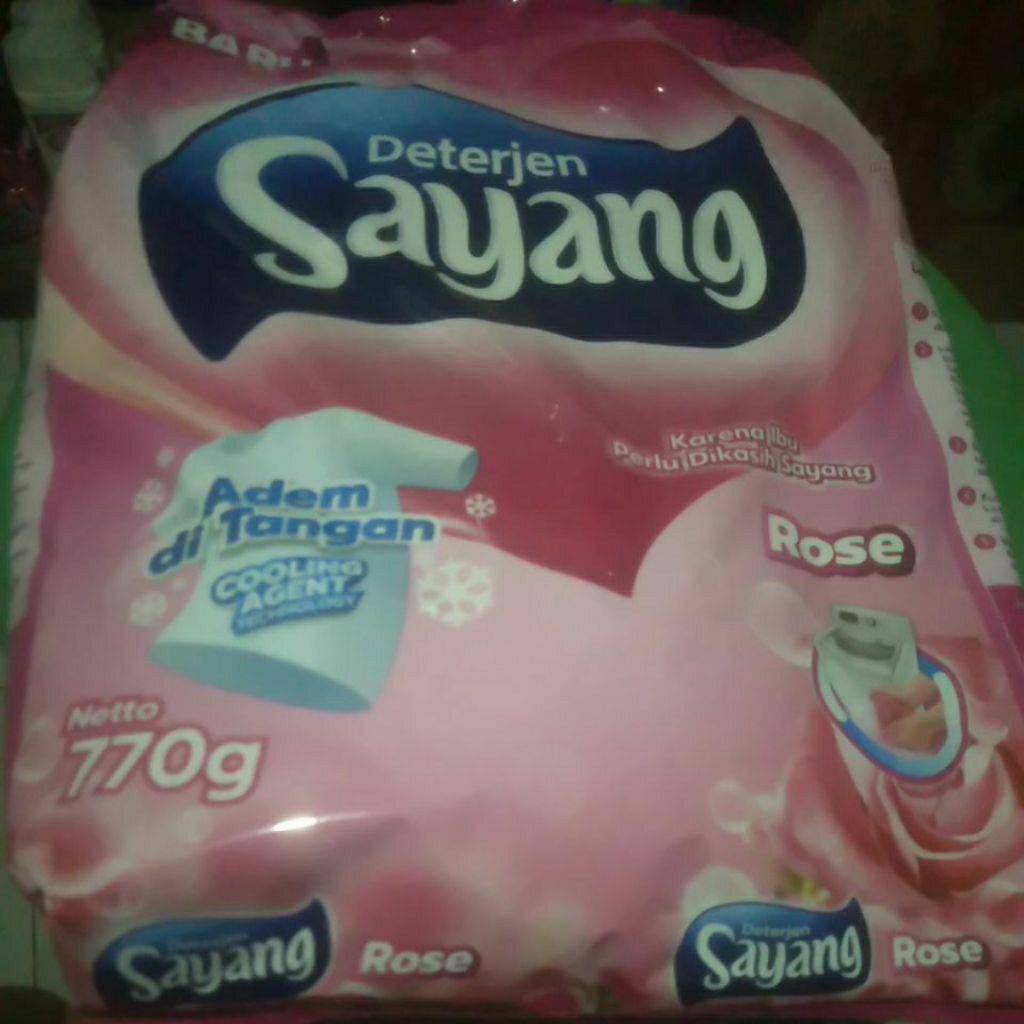 BARU
Deterjen
Sayang
Karena Ibu
Perlu Dikasih Sayang
Adem
di Tangan
COOLING
AGENT
TECHNOLOGY
Rose
Netto
770g
Deterjen
Sayang
Rose
Deterjen
Sayang
Rose